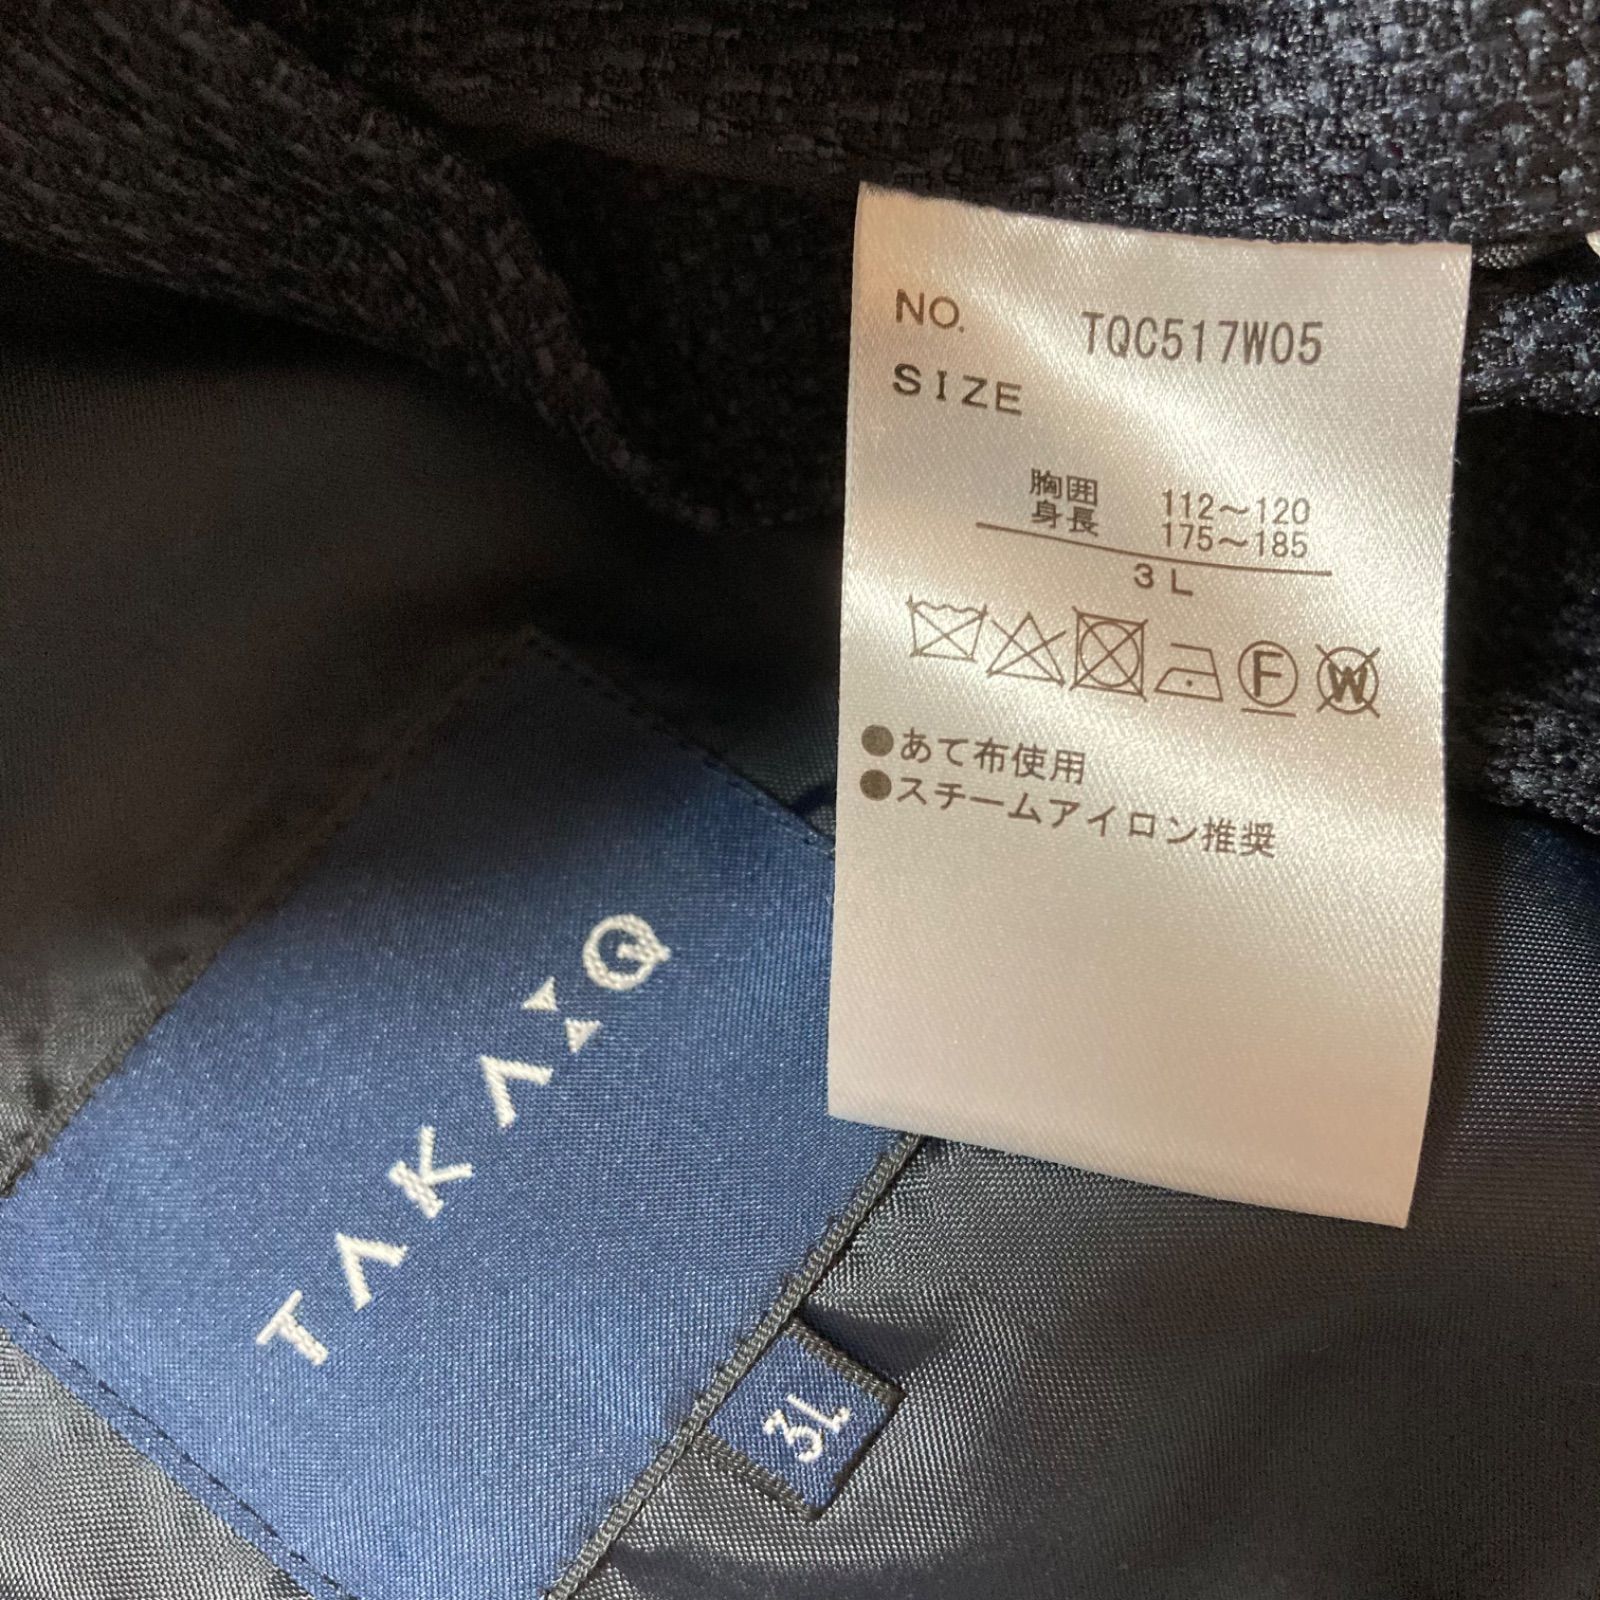 NO. TQC517W05
SIZE
胸囲 112～120
身長 175～185
3L
F W
●あて布使用
●スチームアイロン推奨
TAKA:Q
3L